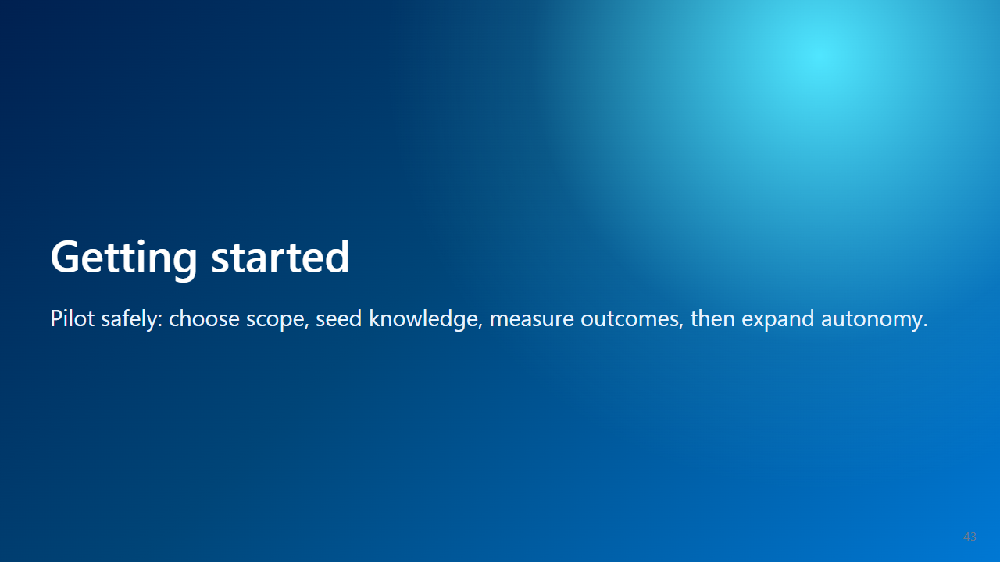 Getting started
Pilot safely: choose scope, seed knowledge, measure outcomes, then expand autonomy.
43